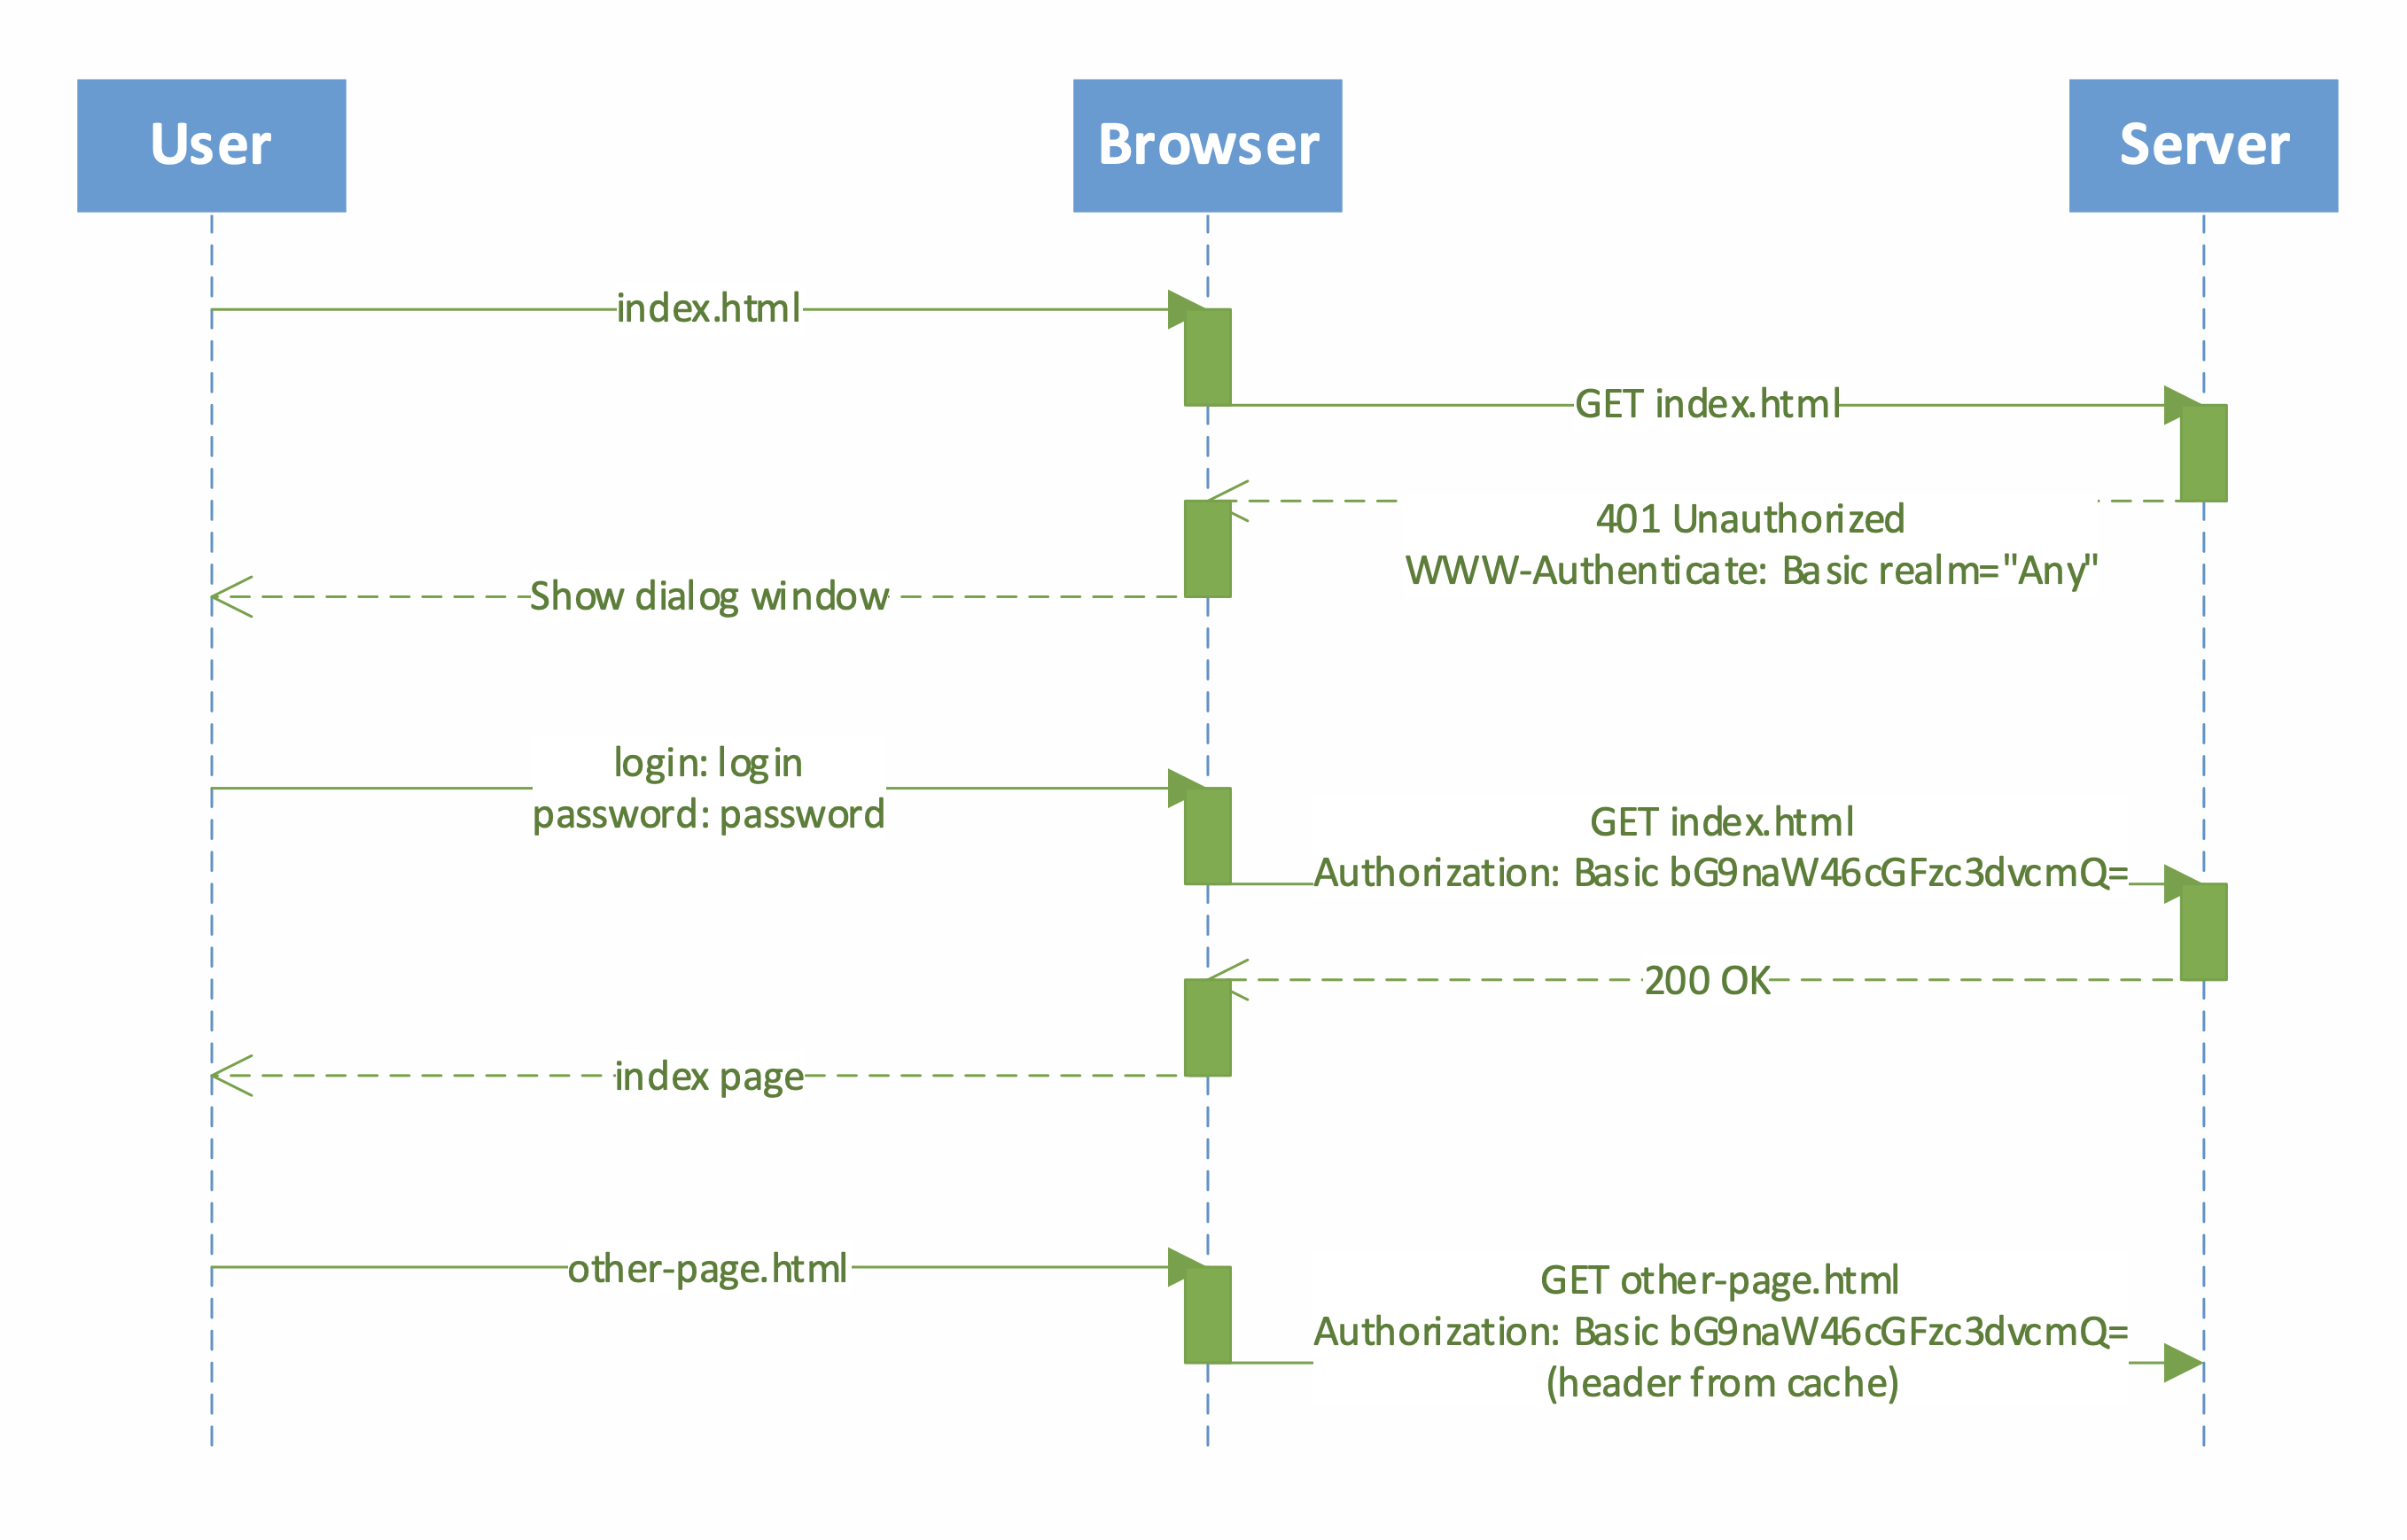 User
Browser
Server
index.html
GET index.html
401 Unauthorized
WWW-Authenticate: Basic realm="Any"
Show dialog window
login: login
password: password
GET index.html
Authorization: Basic bG9naW46cGFzc3dvcmQ=
200 OK
index page
other-page.html
GET other-page.html
Authorization: Basic bG9naW46cGFzc3dvcmQ=
(header from cache)